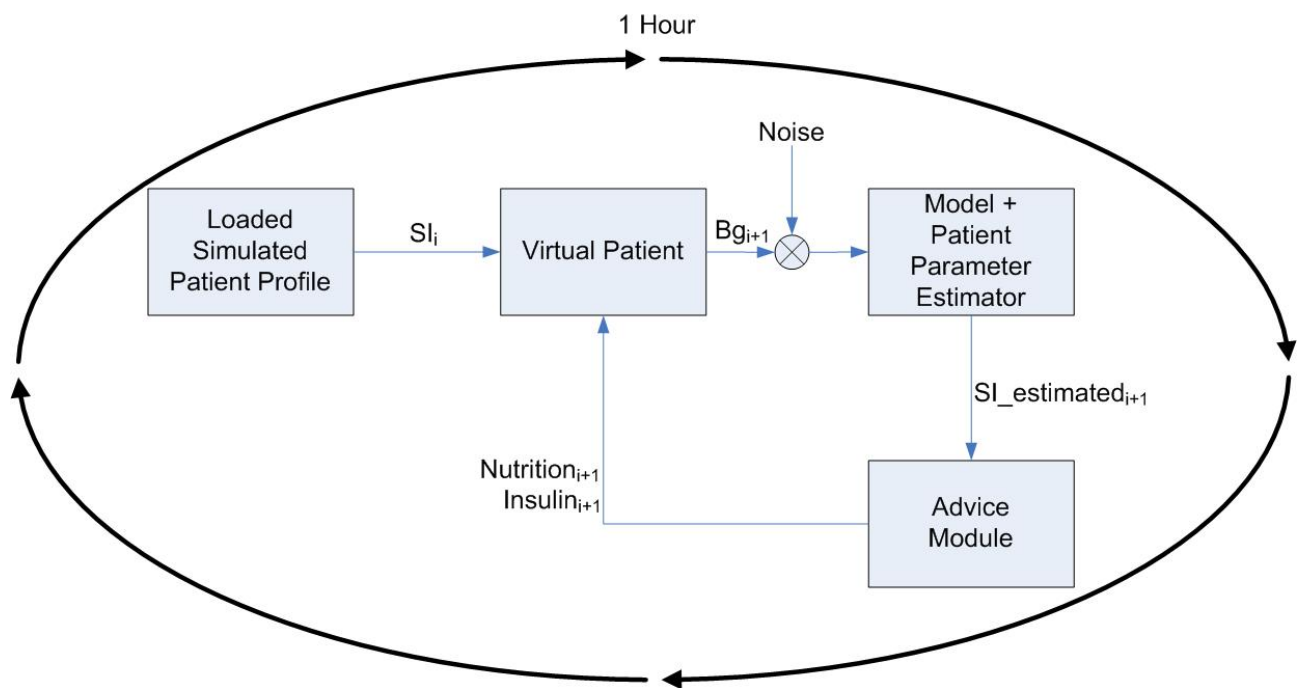 1 Hour
Noise
Loaded
Simulated
Patient Profile
SIᵢ
Virtual Patient
Bgᵢ₊₁
Model +
Patient
Parameter
Estimator
SI_estimatedᵢ₊₁
Nutritionᵢ₊₁
Insulinᵢ₊₁
Advice
Module